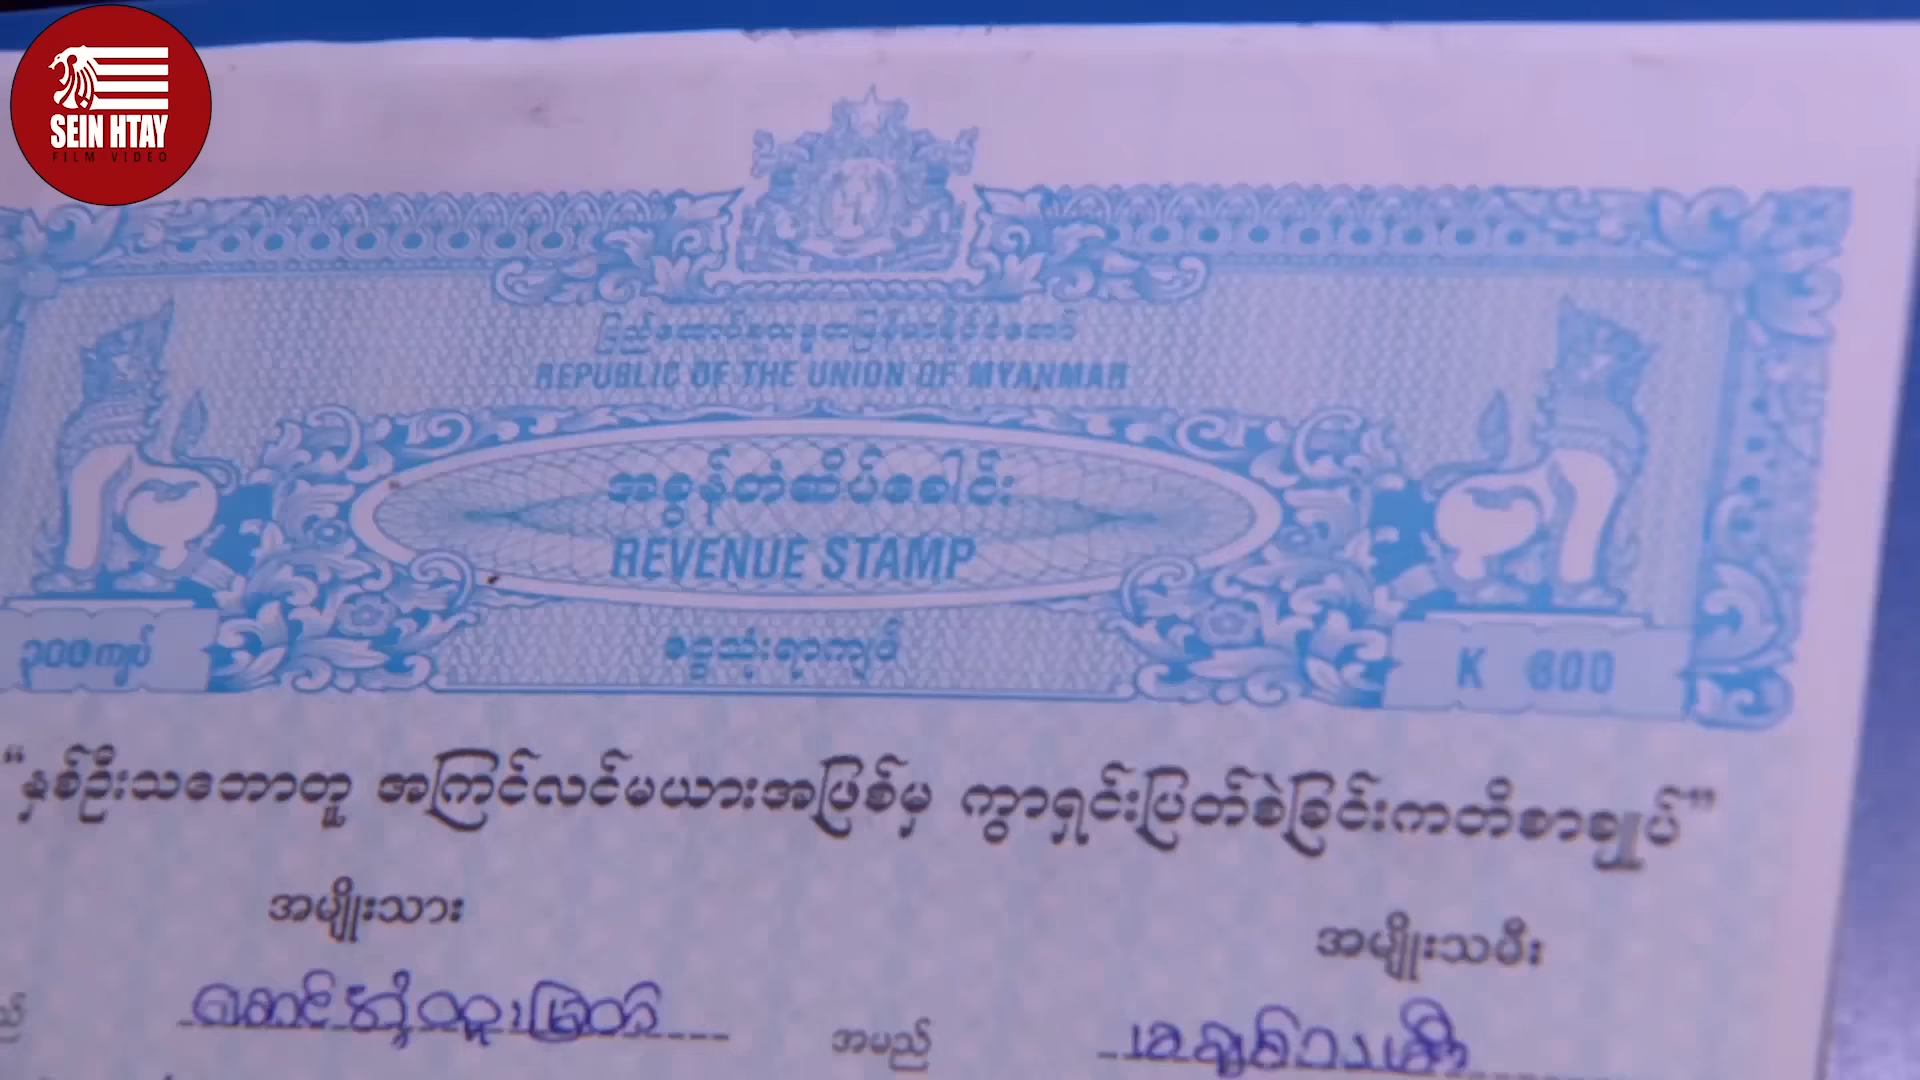 SEIN HTAY
FILM VIDEO
ပြည်ထောင်စုသမ္မတမြန်မာနိုင်ငံတော်
REPUBLIC OF THE UNION OF MYANMAR
အခွန်တံဆိပ်ခေါင်း
REVENUE STAMP
ကျပ်
K
"နှစ်ဦးသဘောတူ အကြင်လင်မယားအဖြစ်မှ ကွာရှင်းပြတ်စဲခြင်းကတိစာချုပ်"
အမျိုးသား
အမျိုးသမီး
အမည်